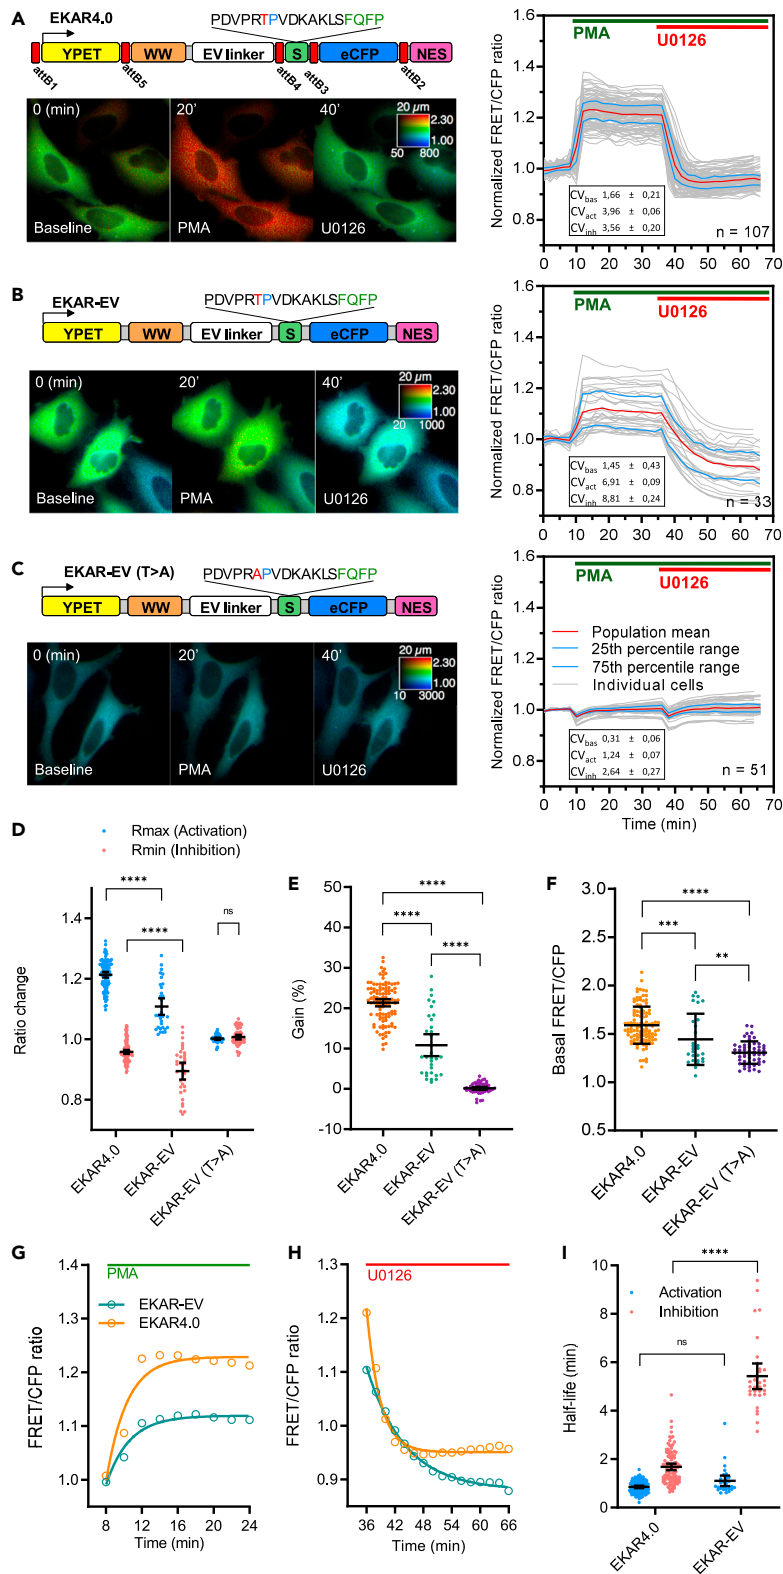 A
EKAR4.0
PDVPRTPVDKAKLSFQFP
YPET
WW
EV linker
S
eCFP
NES
attB1
attB5
attB4
attB3
attB2
0 (min)
20’
40’
20 µm
2.30
1.00
50
800
Baseline
PMA
U0126
Normalized FRET/CFP ratio
1.6
1.4
1.2
1.0
0.8
PMA
U0126
CVbas 1,66 ± 0,21
CVact 3,96 ± 0,06
CVinh 3,56 ± 0,20
n = 107
0 10 20 30 40 50 60 70
B
EKAR-EV
PDVPRTPVDKAKLSFQFP
YPET
WW
EV linker
S
eCFP
NES
0 (min)
20’
40’
20 µm
2.30
1.00
20
1000
Baseline
PMA
U0126
Normalized FRET/CFP ratio
1.6
1.4
1.2
1.0
0.8
PMA
U0126
CVbas 1,45 ± 0,43
CVact 6,91 ± 0,09
CVinh 8,81 ± 0,24
n = 33
0 10 20 30 40 50 60 70
C
EKAR-EV (T>A)
PDVPRAPVDKAKLSFQFP
YPET
WW
EV linker
S
eCFP
NES
0 (min)
20’
40’
20 µm
2.30
1.00
10
3000
Baseline
PMA
U0126
Normalized FRET/CFP ratio
1.6
1.4
1.2
1.0
0.8
PMA
U0126
Population mean
25th percentile range
75th percentile range
Individual cells
CVbas 0,31 ± 0,06
CVact 1,24 ± 0,07
CVinh 2,64 ± 0,27
n = 51
0 10 20 30 40 50 60 70
Time (min)
D
Rmax (Activation)
Rmin (Inhibition)
Ratio change
1.4
1.2
1.0
0.8
****
****
ns
EKAR4.0
EKAR-EV
EKAR-EV (T>A)
E
Gain (%)
50
40
30
20
10
0
-10
****
****
****
EKAR4.0
EKAR-EV
EKAR-EV (T>A)
F
Basal FRET/CFP
3.0
2.5
2.0
1.5
1.0
0.5
****
***
**
EKAR4.0
EKAR-EV
EKAR-EV (T>A)
G
FRET/CFP ratio
1.4
1.3
1.2
1.1
1.0
PMA
EKAR-EV
EKAR4.0
8 12 16 20 24
Time (min)
H
FRET/CFP ratio
1.3
1.2
1.1
1.0
0.9
U0126
36 42 48 54 60 66
Time (min)
I
Half-life (min)
10
8
6
4
2
0
****
Activation
Inhibition
ns
EKAR4.0
EKAR-EV